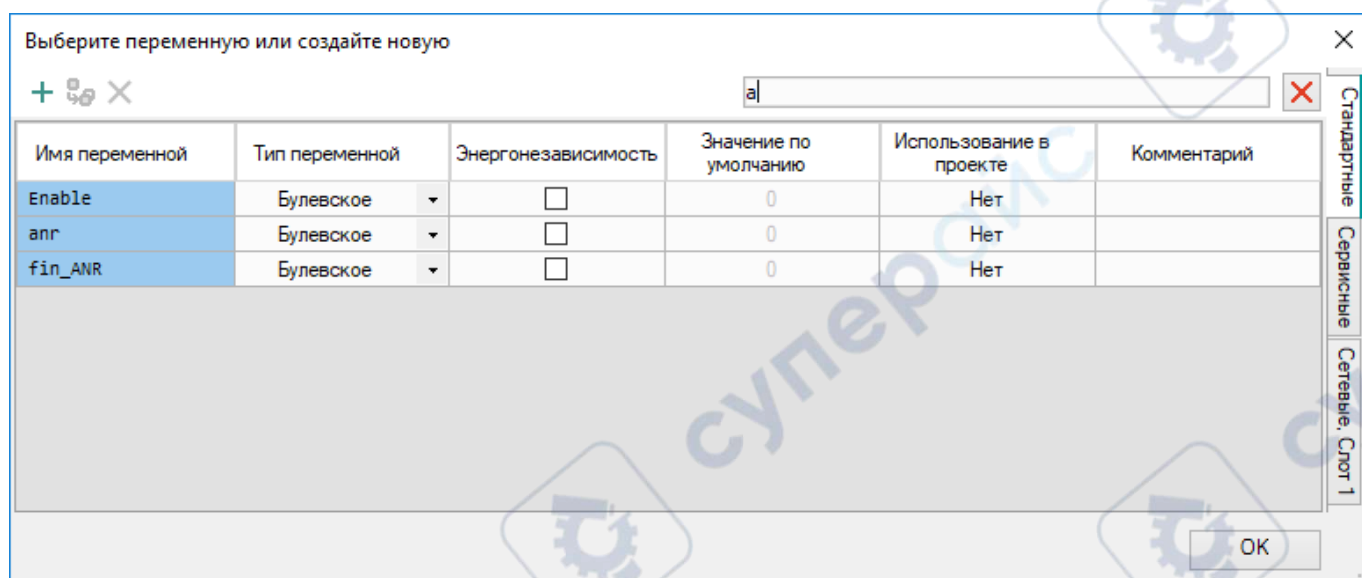 Выберите переменную или создайте новую
a
Имя переменной
Тип переменной
Энергонезависимость
Значение по
умолчанию
Использование в
проекте
Комментарий
Enable
Булевское
0
Нет
anr
Булевское
0
Нет
fin_ANR
Булевское
0
Нет
Стандартные
Сервисные
Сетевые, Слот 1
суперайс
OK